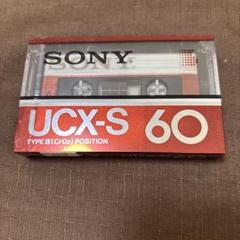 SONY
UCX-S 60
TYPE II (CrO2) POSITION